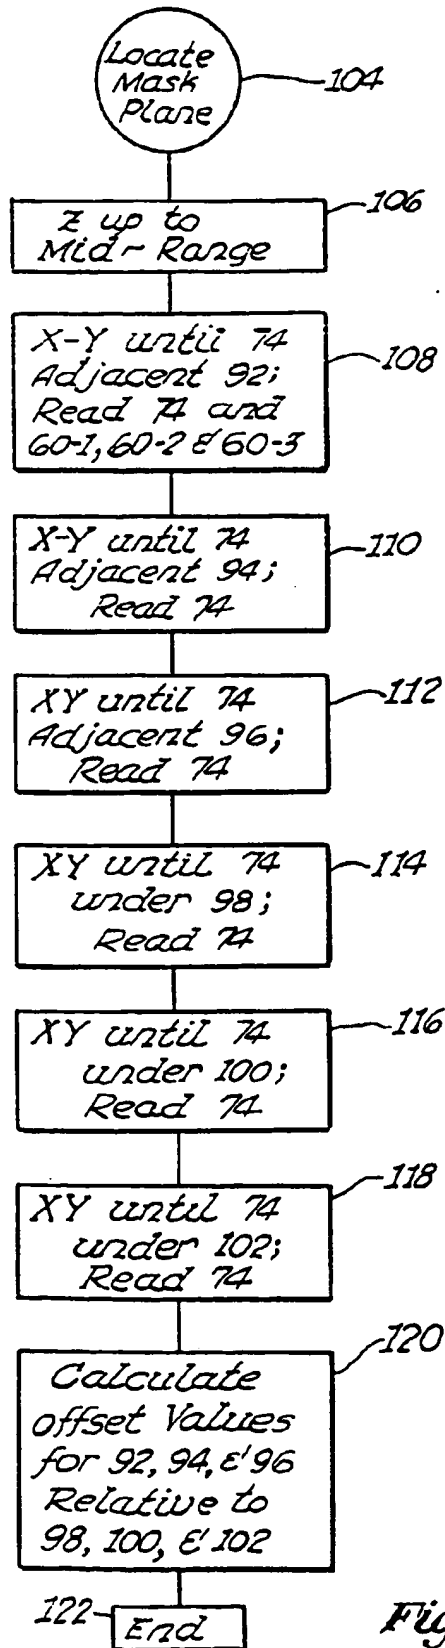 Locate
Mask
Plane
104
Z up to
Mid-Range
106
X-Y until 74
Adjacent 92;
Read 74 and
60-1, 60-2 & 60-3
108
X-Y until 74
Adjacent 94;
Read 74
110
XY until 74
Adjacent 96;
Read 74
112
XY until 74
under 98;
Read 74
114
XY until 74
under 100;
Read 74
116
XY until 74
under 102;
Read 74
118
Calculate
offset Values
for 92, 94, & 96
Relative to
98, 100, & 102
120
122
End
Fig